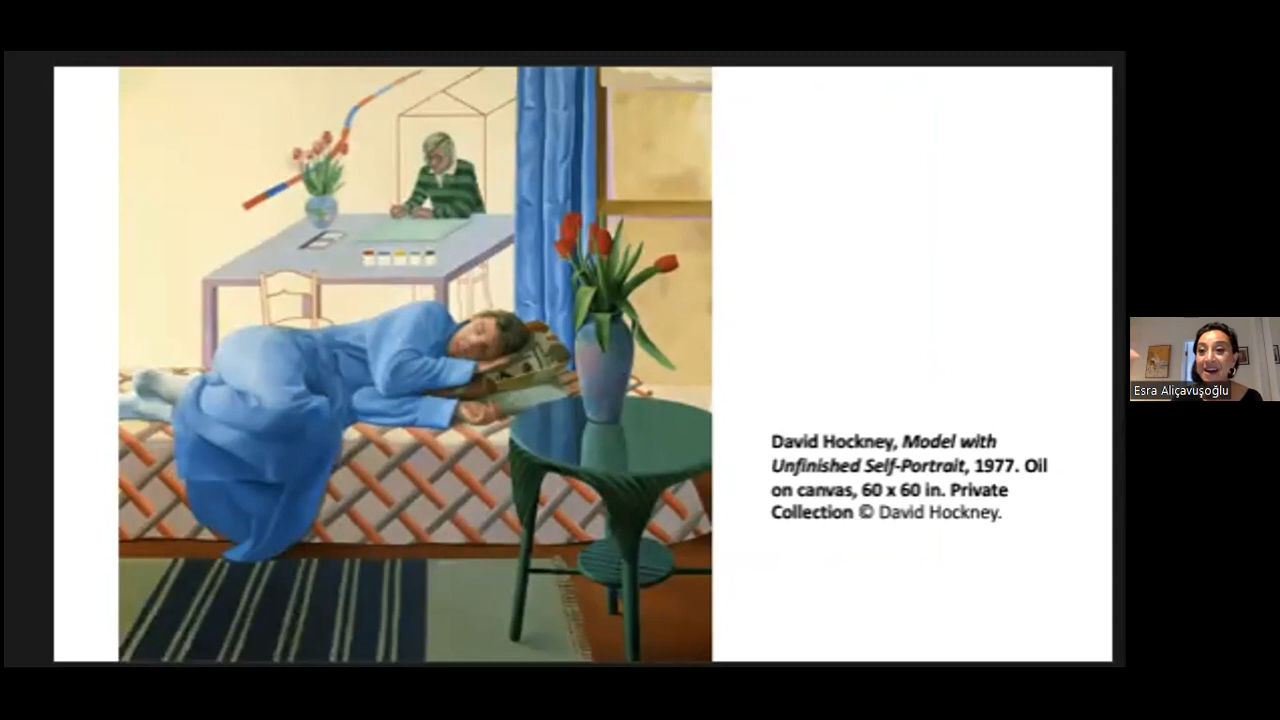 David Hockney, Model with
Unfinished Self-Portrait, 1977. Oil
on canvas, 60 x 60 in. Private
Collection © David Hockney.
Esra Aliçavuşoğlu